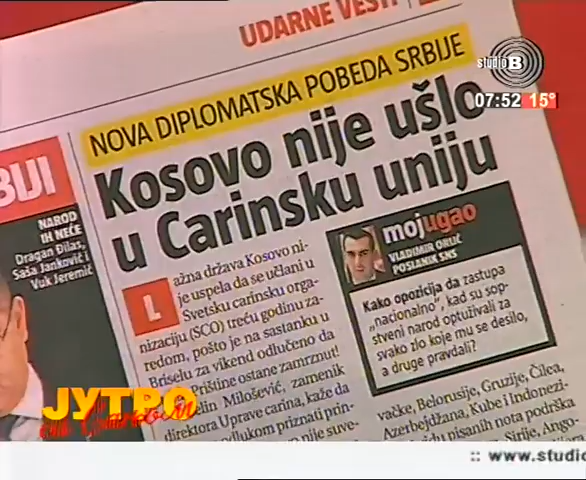 UDARNE VESTI
studio B
07:52 15°
NOVA DIPLOMATSKA POBEDA SRBIJE
Kosovo nije ušlo
u Carinsku uniju
BIJI
NAROD
IH NEĆE
Dragan Đilas,
Saša Janković i
Vuk Jeremić
Lažna država Kosovo ni-
je uspela da se učlani u
Svetsku carinsku orga-
nizaciju (SCO) treću godinu za-
redom, pošto je na sastanku u
Briselu za vikend odlučeno da
prištine ostane zamrznut!
elin Milošević, zamenik
direktora Uprave carina, kaže da
odlukom priznati prin-
nije suve-
mojugao
VLADIMIR ORLIĆ
POSLANIK SNS
Kako opozicija da zastupa
„nacionalno”, kad su sop-
stveni narod optuživali za
svako zlo koje mu se desilo,
a druge pravdali?
vačke, Belorusije, Gruzije, Čilea,
Azerbejdžana, Kube i Indonezi-
pisanih nota podrška
Sirije, Ango-
JYTPO
:: www.studio